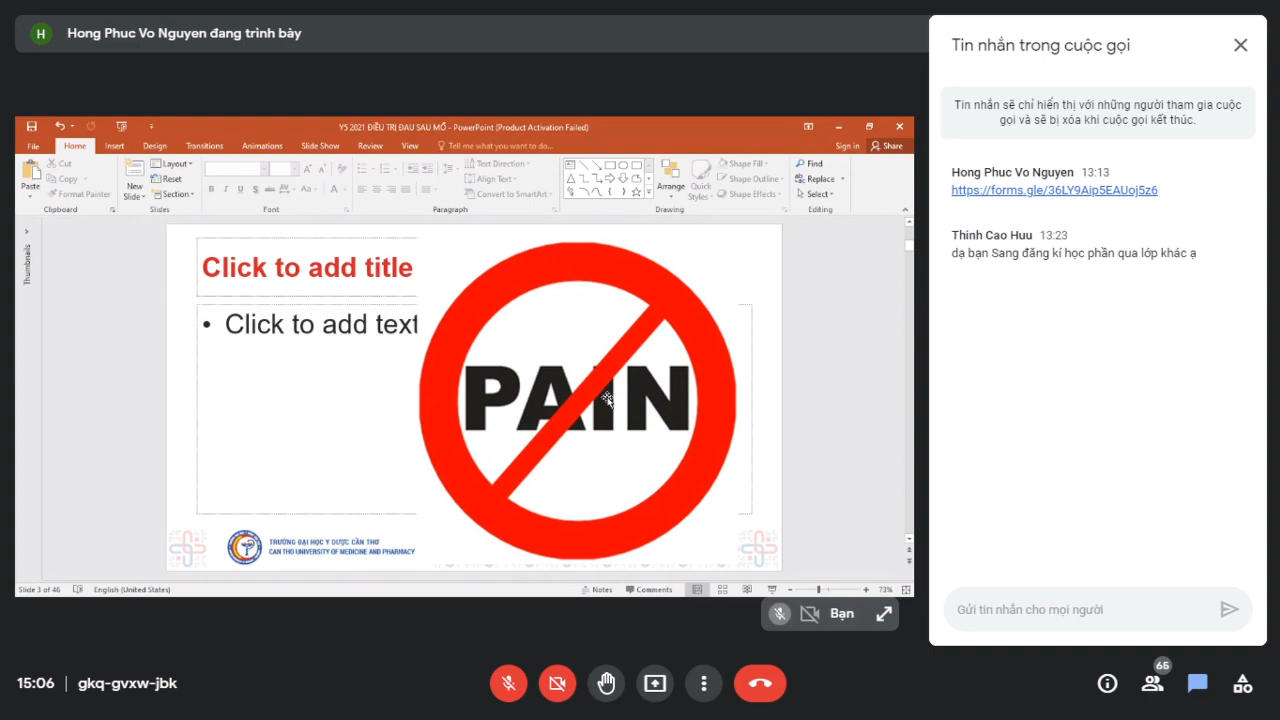 H
Hong Phuc Vo Nguyen đang trình bày
Y5 2021 ĐIỀU TRỊ ĐAU SAU MỔ - PowerPoint (Product Activation Failed)
File Home Insert Design Transitions Animations Slide Show Review View Tell me what you want to do... Sign in Share
Paste
Cut
Copy
Format Painter
Clipboard
New Slide
Layout
Reset
Section
Slides
B I U S abc AV Aa A
Font
Text Direction
Align Text
Convert to SmartArt
Paragraph
Arrange
Quick Styles
Shape Fill
Shape Outline
Shape Effects
Drawing
Find
Replace
Select
Editing
Thumbnails
Click to add title
• Click to add text
PAIN
TRƯỜNG ĐẠI HỌC Y DƯỢC CẦN THƠ
CAN THO UNIVERSITY OF MEDICINE AND PHARMACY
Slide 3 of 46 English (United States) Notes Comments 73%
Bạn
15:06 | gkq-gvxw-jbk
65
Tin nhắn trong cuộc gọi
Tin nhắn sẽ chỉ hiển thị với những người tham gia cuộc
gọi và sẽ bị xóa khi cuộc gọi kết thúc.
Hong Phuc Vo Nguyen 13:13
https://forms.gle/36LY9Aip5EAUoj5z6
Thinh Cao Huu 13:23
dạ bạn Sang đăng kí học phần qua lớp khác ạ
Gửi tin nhắn cho mọi người